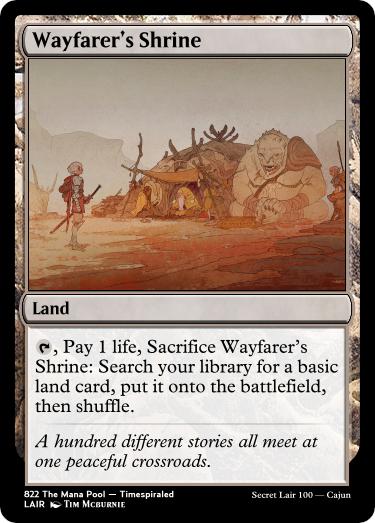 Wayfarer's Shrine
Land
, Pay 1 life, Sacrifice Wayfarer's
Shrine: Search your library for a basic
land card, put it onto the battlefield,
then shuffle.
A hundred different stories all meet at
one peaceful crossroads.
822 The Mana Pool — Timespiraled
Secret Lair 100 — Cajun
LAIR Tim McBurnie